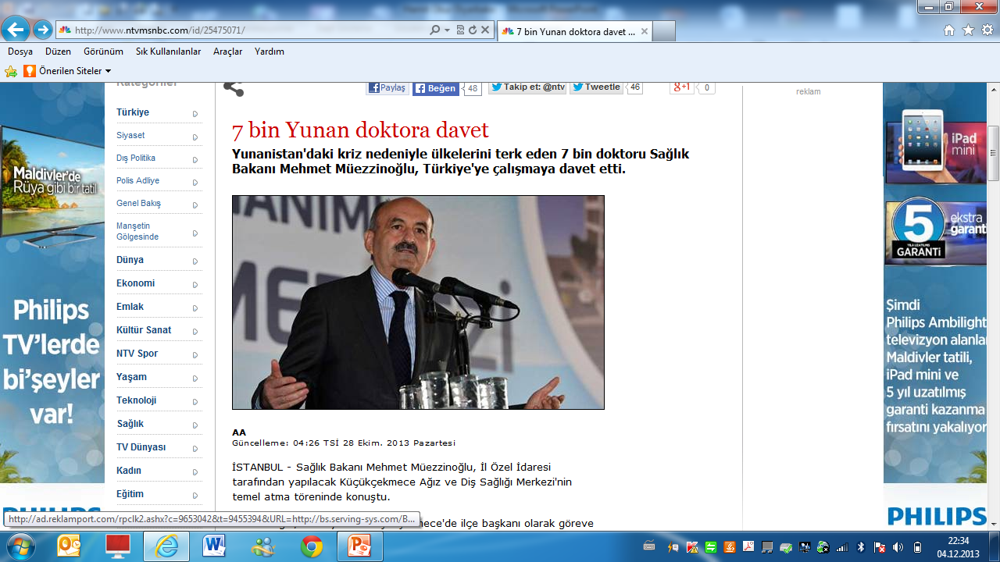 http://www.ntvmsnbc.com/id/25475071/
7 bin Yunan doktora davet ...
Dosya Düzen Görünüm Sık Kullanılanlar Araçlar Yardım
Önerilen Siteler
Kategoriler
Türkiye
Siyaset
Dış Politika
Polis Adliye
Genel Bakış
Manşetin
Gölgesinde
Dünya
Ekonomi
Emlak
Kültür Sanat
NTV Spor
Yaşam
Teknoloji
Sağlık
TV Dünyası
Kadın
Eğitim
Maldivler'de
Rüya gibi bir tatil
Philips
TV'lerde
bi'şeyler
var!
PHILIPS
Paylaş Beğen 48 Takip et: @ntv Tweetle 46 +1 0
7 bin Yunan doktora davet
Yunanistan'daki kriz nedeniyle ülkelerini terk eden 7 bin doktoru Sağlık
Bakanı Mehmet Müezzinoğlu, Türkiye'ye çalışmaya davet etti.
AA
Güncelleme: 04:26 TSİ 28 Ekim. 2013 Pazartesi
İSTANBUL - Sağlık Bakanı Mehmet Müezzinoğlu, İl Özel İdaresi
tarafından yapılacak Küçükçekmece Ağız ve Diş Sağlığı Merkezi'nin
temel atma töreninde konuştu.
mece'de ilçe başkanı olarak göreve
reklam
iPad
mini
5
GARANTİ
ekstra
garanti
Şimdi
Philips Ambilight
televizyon alanla
Maldivler tatili,
iPad mini ve
5 yıl uzatılmış
garanti kazanma
fırsatını yakalıyor
PHILIPS
http://ad.reklamport.com/rpclk2.ashx?c=9653042&t=9455394&URL=http://bs.serving-sys.com/B...
22:34
04.12.2013